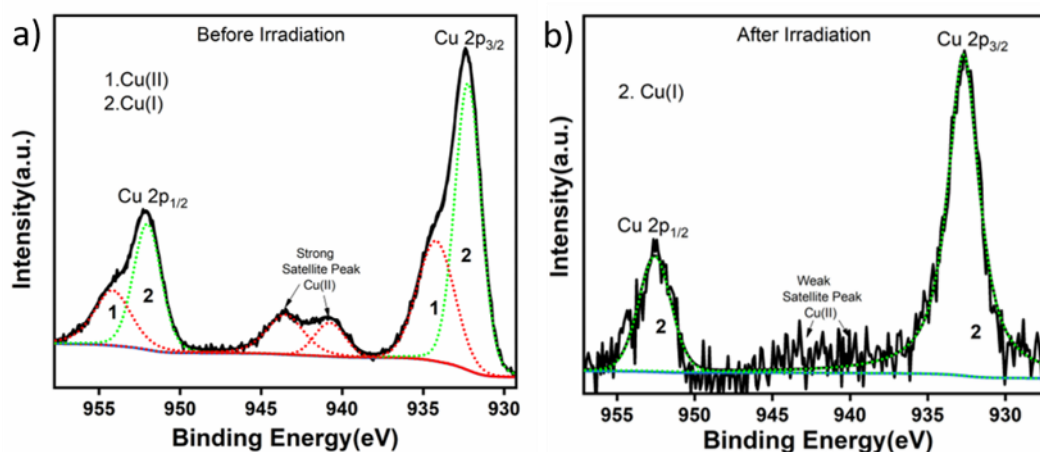 a)
Before Irradiation
Cu 2p3/2
1.Cu(II)
2.Cu(I)
Cu 2p1/2
Strong
Satellite Peak
Cu(II)
1
2
1
2
Intensity(a.u.)
955 950 945 940 935 930
Binding Energy(eV)
b)
After Irradiation
Cu 2p3/2
2. Cu(I)
Cu 2p1/2
Weak
Satellite Peak
Cu(II)
2
2
Intensity(a.u.)
955 950 945 940 935 930
Binding Energy(eV)